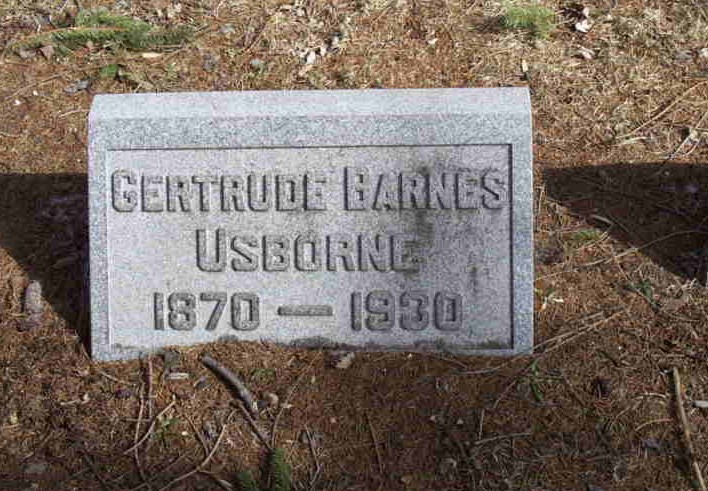 GERTRUDE BARNES
USBORNE
1870 — 1930